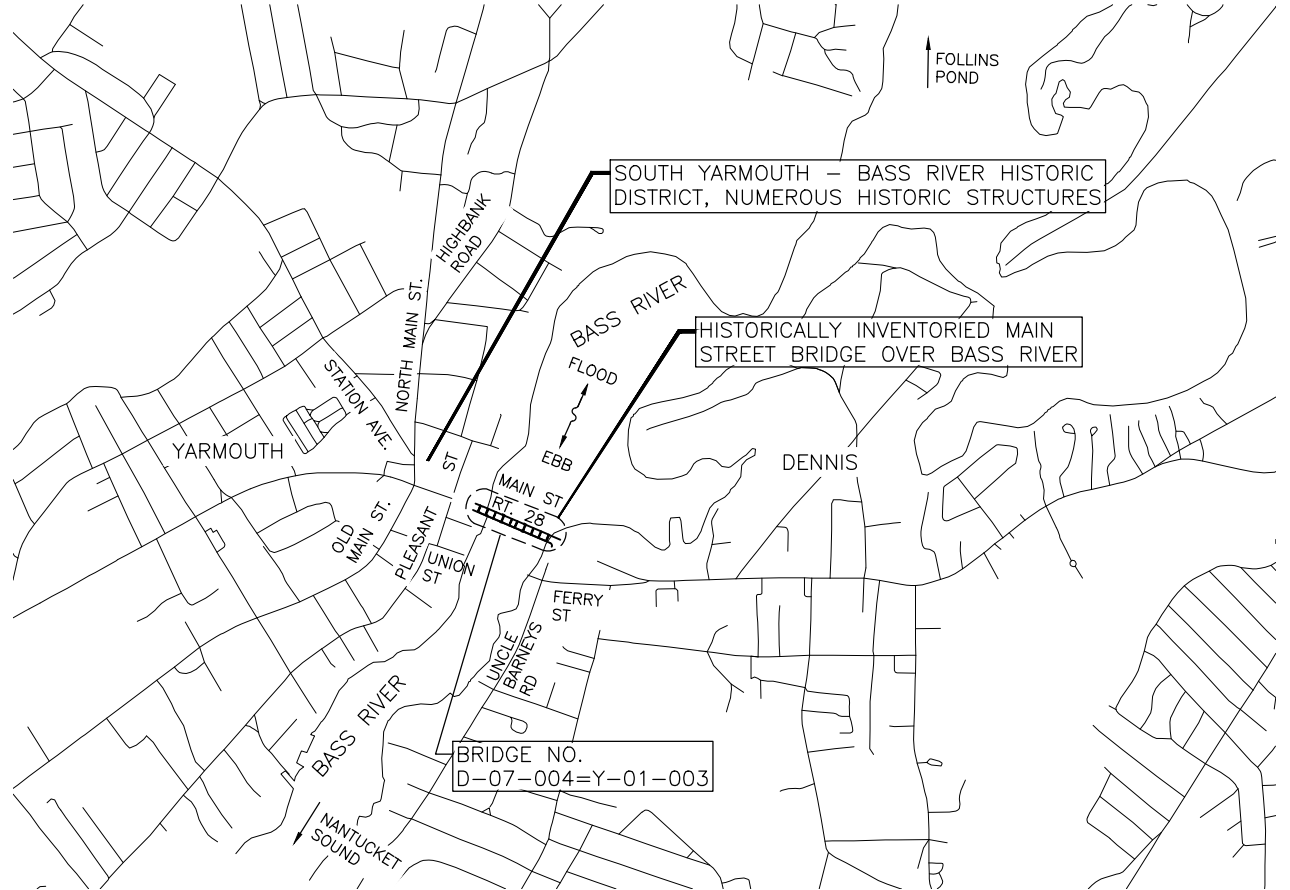 FOLLINS
POND
SOUTH YARMOUTH – BASS RIVER HISTORIC
DISTRICT, NUMEROUS HISTORIC STRUCTURES
HIGHBANK
ROAD
NORTH MAIN ST.
BASS RIVER
HISTORICALLY INVENTORIED MAIN
STREET BRIDGE OVER BASS RIVER
FLOOD
EBB
STATION AVE.
YARMOUTH
DENNIS
ST
MAIN ST
RT. 28
OLD
MAIN ST.
PLEASANT
UNION
ST
FERRY
ST
UNCLE
BARNEYS
RD
BASS RIVER
BRIDGE NO.
D–07–004=Y–01–003
NANTUCKET
SOUND